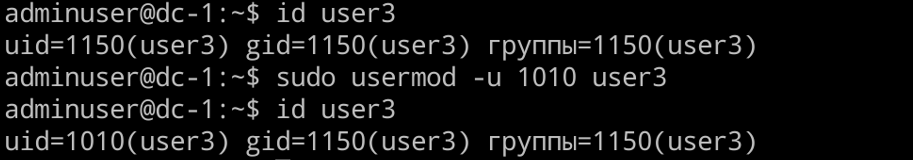 adminuser@dc-1:~$ id user3
uid=1150(user3) gid=1150(user3) группы=1150(user3)
adminuser@dc-1:~$ sudo usermod -u 1010 user3
adminuser@dc-1:~$ id user3
uid=1010(user3) gid=1150(user3) группы=1150(user3)